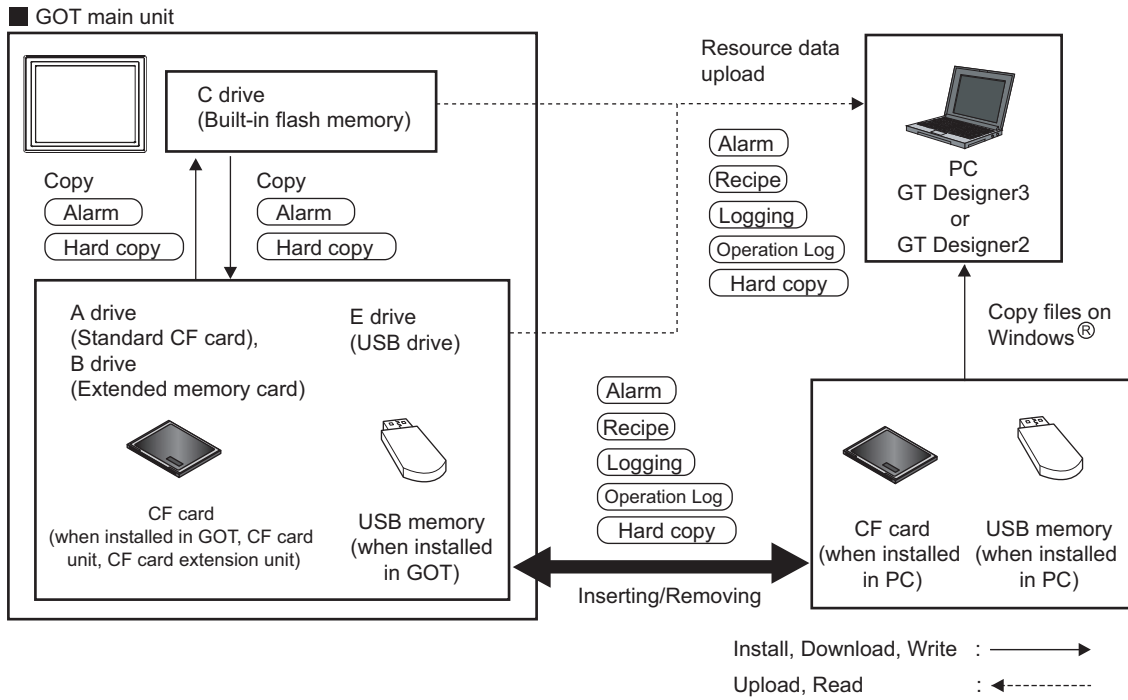 GOT main unit
C drive
(Built-in flash memory)
Copy
Alarm
Hard copy
Copy
Alarm
Hard copy
A drive
(Standard CF card),
B drive
(Extended memory card)
E drive
(USB drive)
CF card
(when installed in GOT, CF card
unit, CF card extension unit)
USB memory
(when installed
in GOT)
Resource data
upload
Alarm
Recipe
Logging
Operation Log
Hard copy
PC
GT Designer3
or
GT Designer2
Copy files on
Windows®
Alarm
Recipe
Logging
Operation Log
Hard copy
Inserting/Removing
CF card
(when installed
in PC)
USB memory
(when installed
in PC)
Install, Download, Write :
Upload, Read :